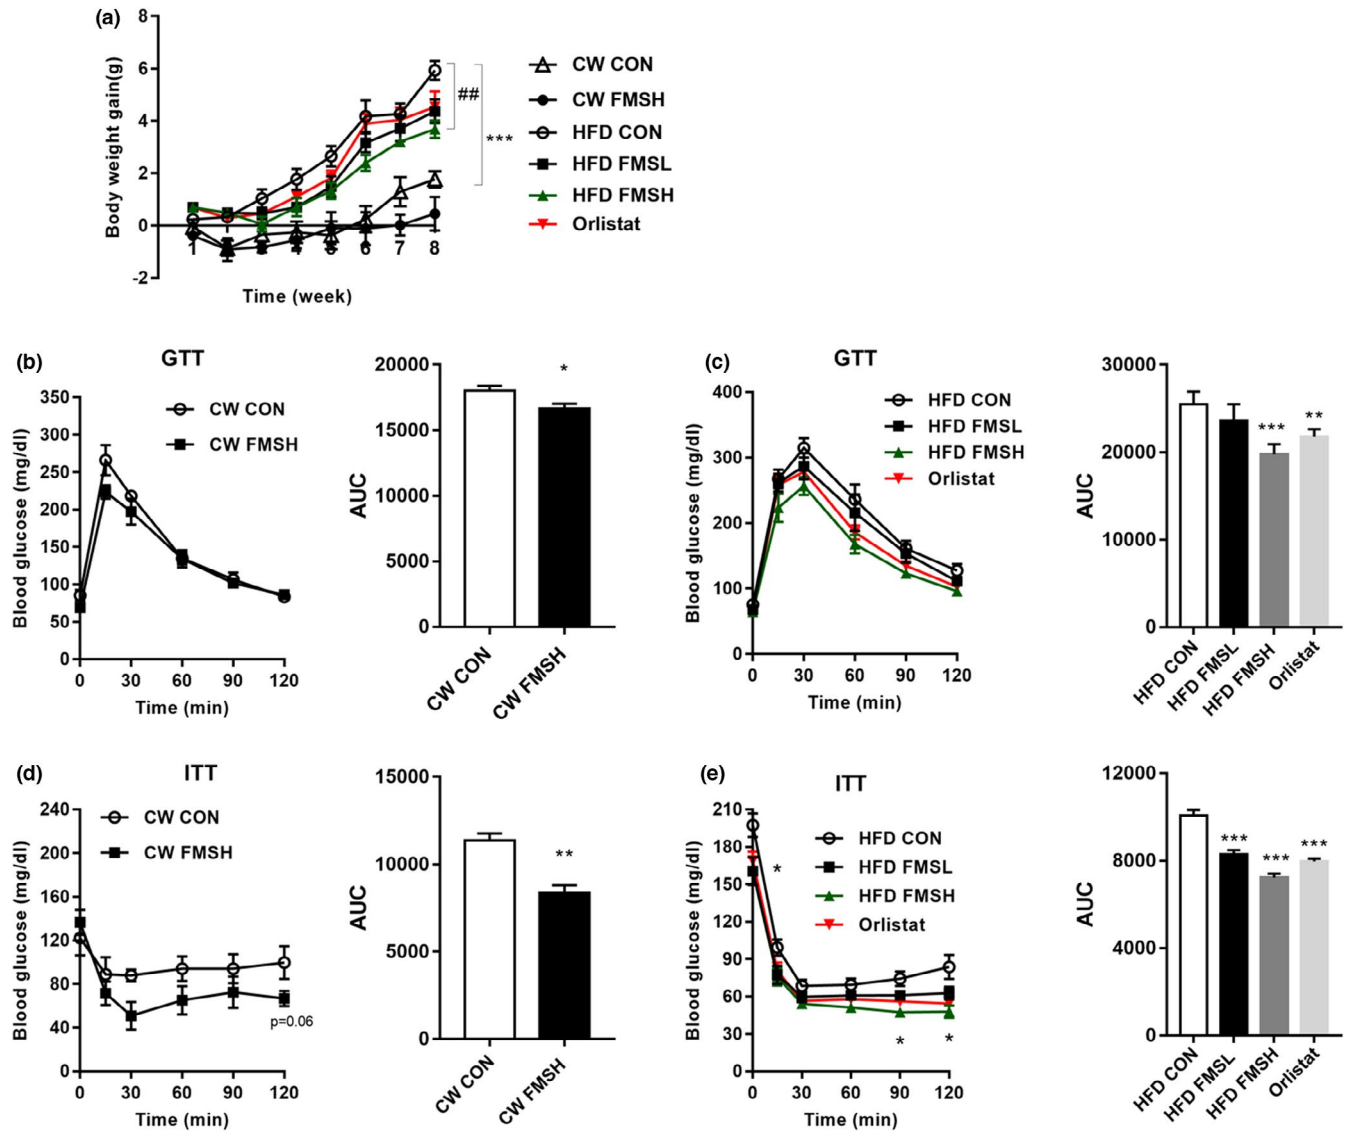 (a)
8
6
4
2
0
-2
Body weight gain(g)
1
7
8
Time (week)
##
***
CW CON
CW FMSH
HFD CON
HFD FMSL
HFD FMSH
Orlistat
(b)
GTT
350
300
250
200
150
100
50
0
Blood glucose (mg/dl)
0 30 60 90 120
Time (min)
CW CON
CW FMSH
20000
15000
10000
5000
0
AUC
*
CW CON
CW FMSH
(c)
GTT
400
300
200
100
0
Blood glucose (mg/dl)
0 30 60 90 120
Time (min)
HFD CON
HFD FMSL
HFD FMSH
Orlistat
30000
20000
10000
0
AUC
***
**
HFD CON
HFD FMSL
HFD FMSH
Orlistat
(d)
ITT
240
200
160
120
80
40
0
Blood glucose (mg/dl)
0 30 60 90 120
Time (min)
CW CON
CW FMSH
p=0.06
15000
10000
5000
0
AUC
**
CW CON
CW FMSH
(e)
ITT
210
180
150
120
90
60
30
0
Blood glucose (mg/dl)
0 30 60 90 120
Time (min)
HFD CON
HFD FMSL
HFD FMSH
Orlistat
*
*
*
12000
8000
4000
0
AUC
***
***
***
HFD CON
HFD FMSL
HFD FMSH
Orlistat